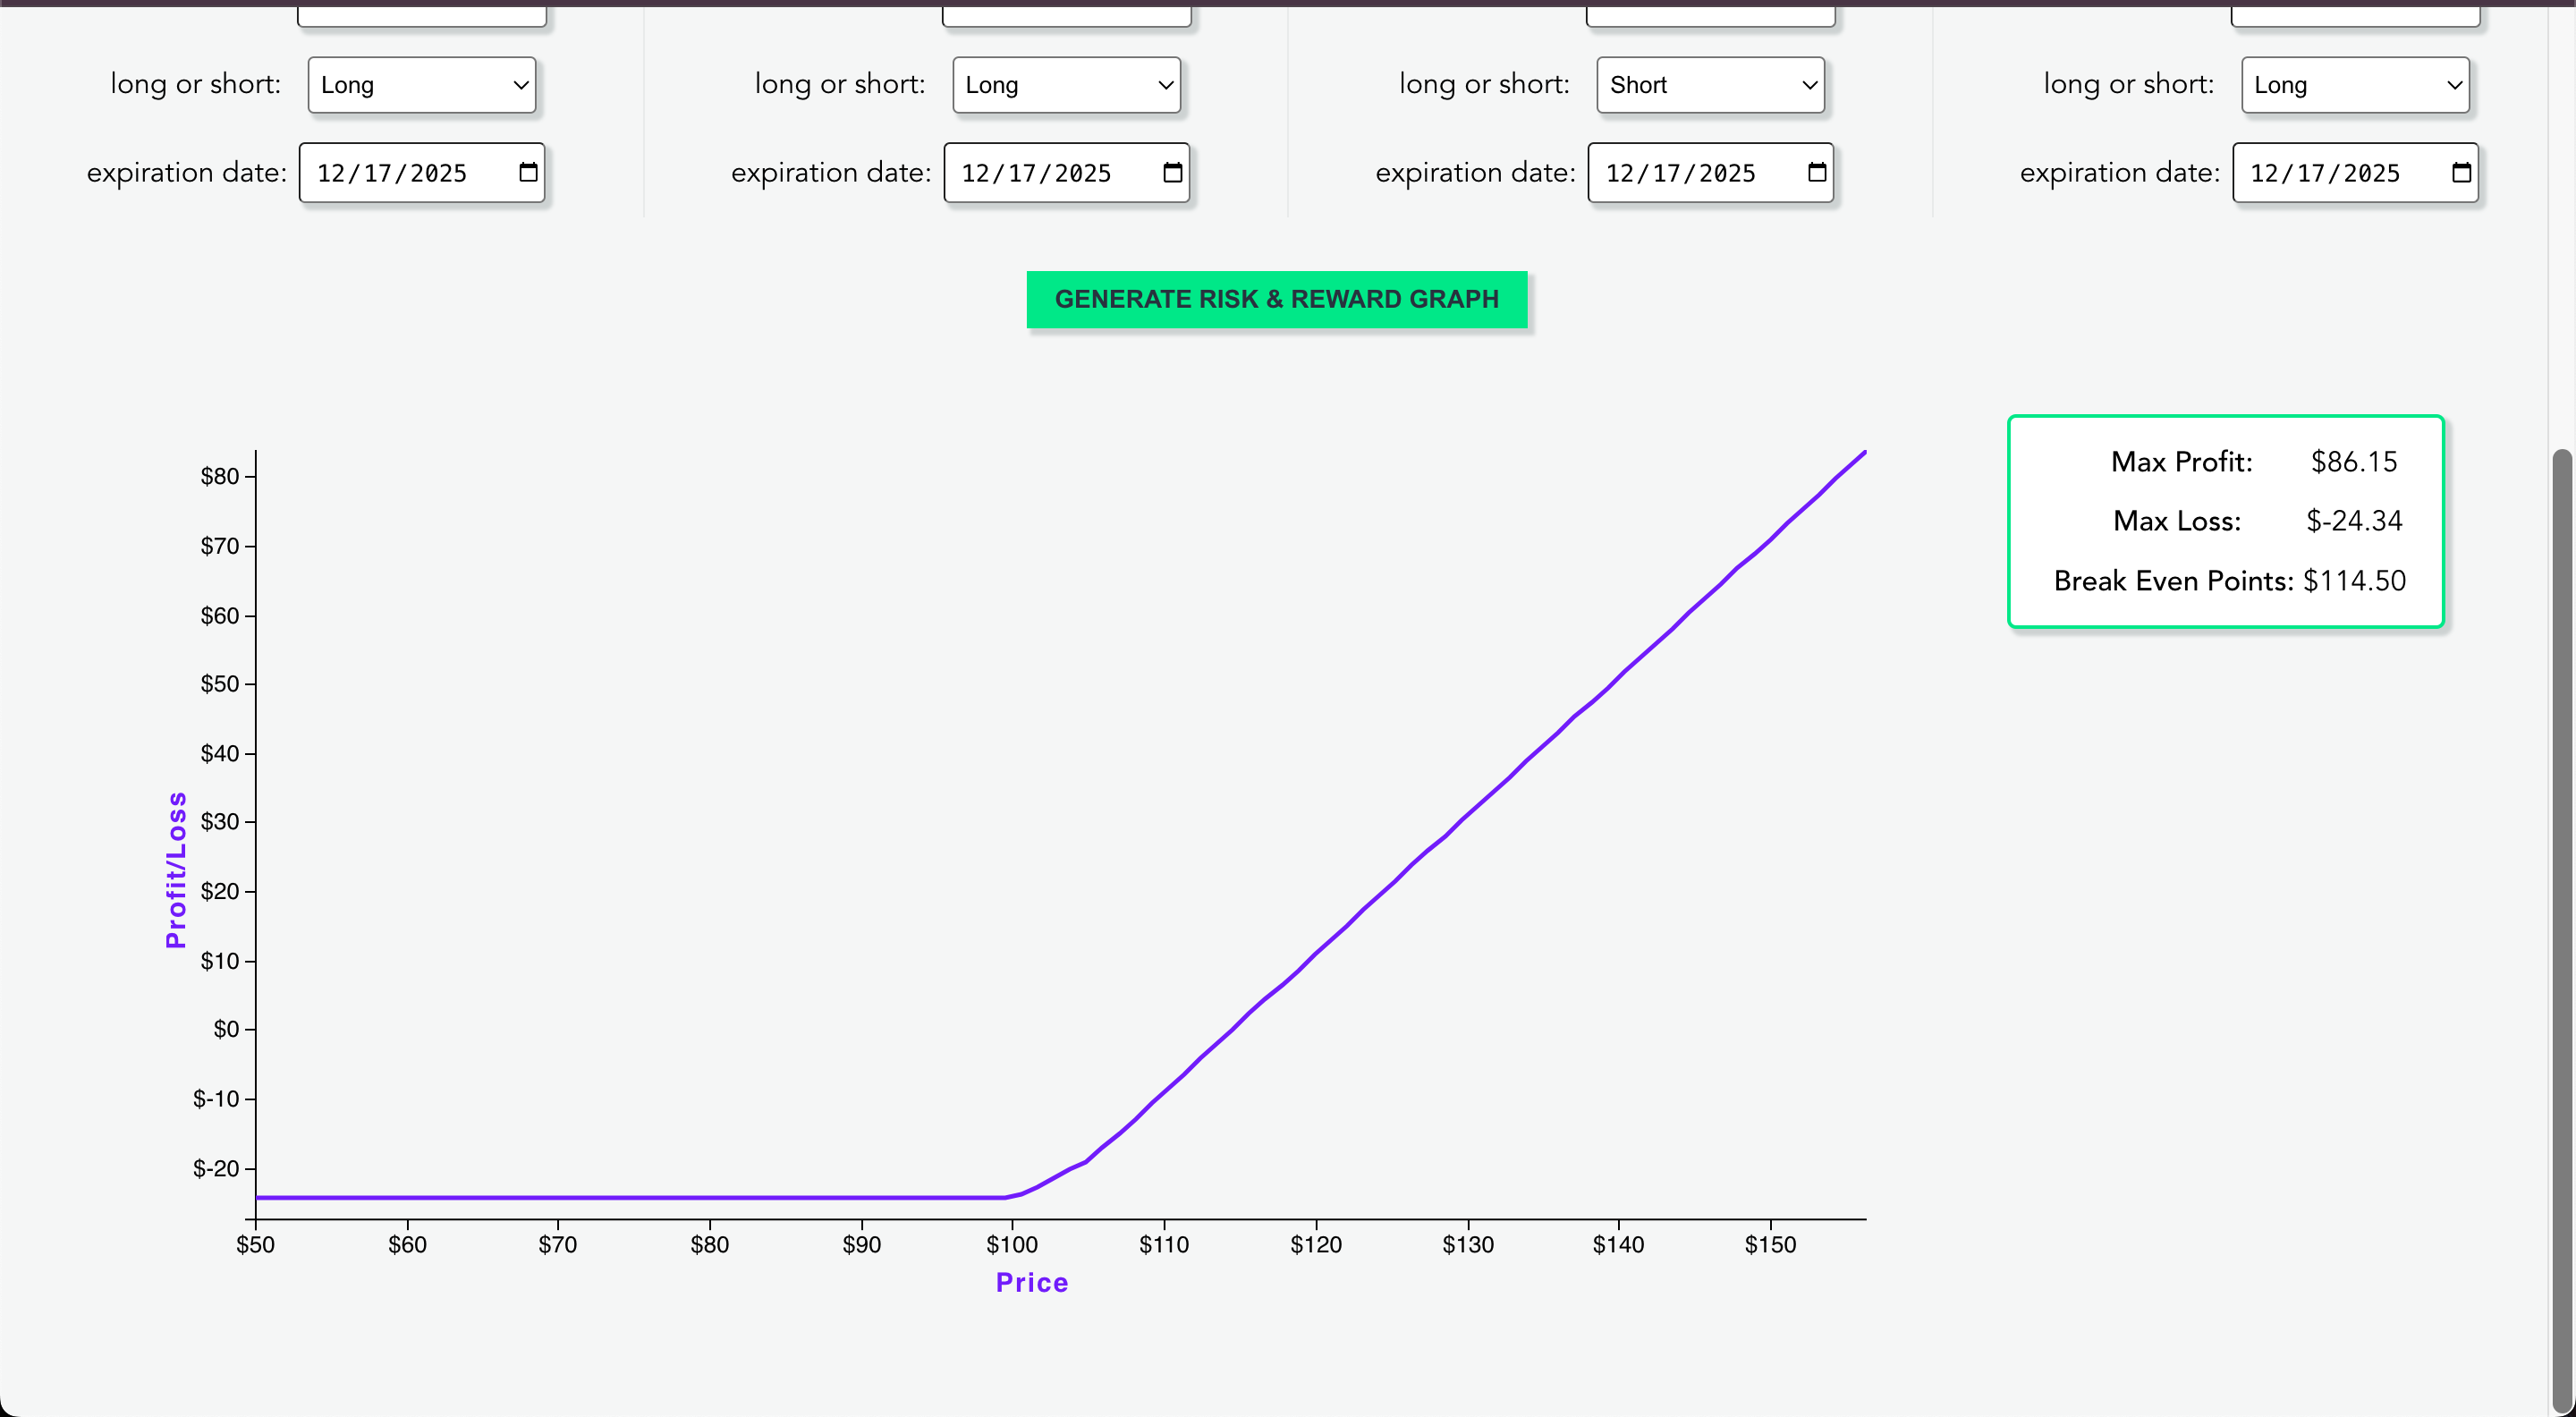 long or short: Long long or short: Long long or short: Short long or short: Long
expiration date: 12/17/2025 expiration date: 12/17/2025 expiration date: 12/17/2025 expiration date: 12/17/2025
GENERATE RISK & REWARD GRAPH
Max Profit: $86.15
Max Loss: $-24.34
Break Even Points: $114.50
$80
$70
$60
$50
$40
$30
$20
$10
$0
$-10
$-20
Profit/Loss
$50 $60 $70 $80 $90 $100 $110 $120 $130 $140 $150
Price